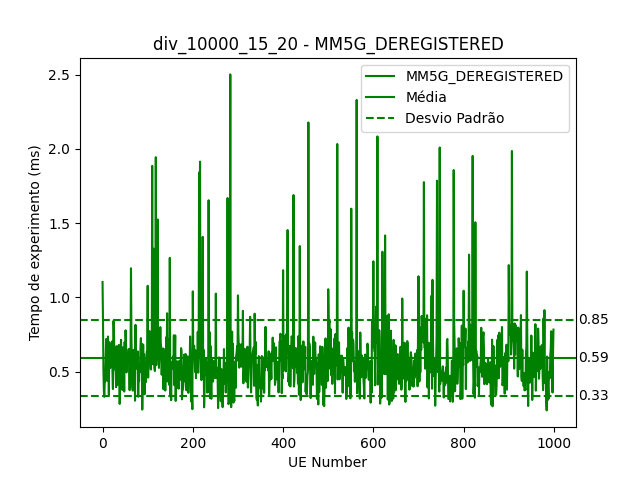 div_10000_15_20 - MM5G_DEREGISTERED
MM5G_DEREGISTERED
Média
Desvio Padrão
Tempo de experimento (ms)
2.5
2.0
1.5
1.0
0.5
0.85
0.59
0.33
0
200
400
600
800
1000
UE Number